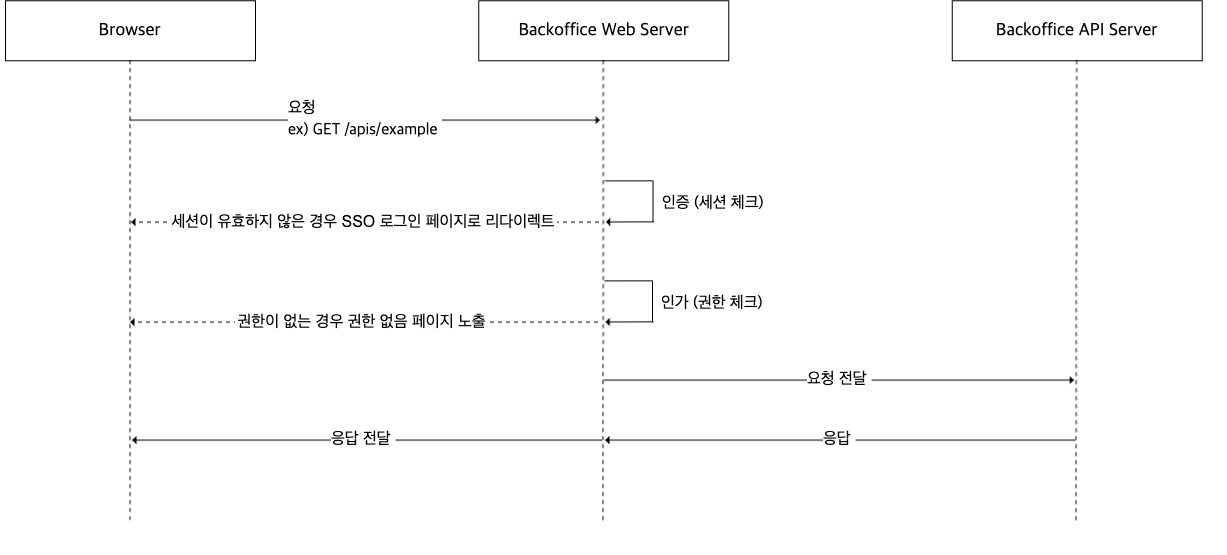 Browser
Backoffice Web Server
Backoffice API Server
요청
ex) GET /apis/example
인증 (세션 체크)
세션이 유효하지 않은 경우 SSO 로그인 페이지로 리다이렉트
인가 (권한 체크)
권한이 없는 경우 권한 없음 페이지 노출
요청 전달
응답 전달
응답